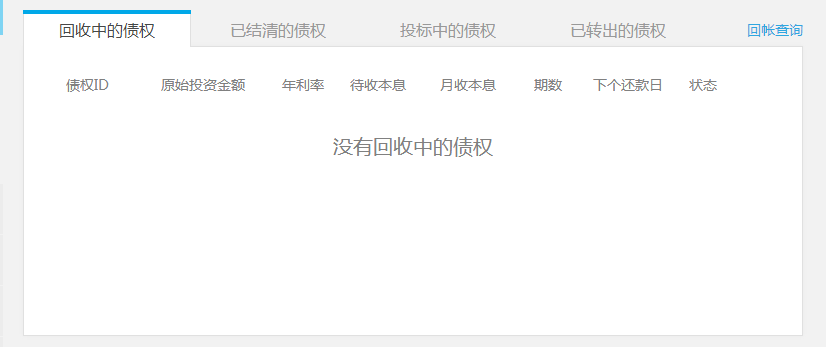 回收中的债权 已结清的债权 投标中的债权 已转出的债权 回帐查询
债权ID 原始投资金额 年利率 待收本息 月收本息 期数 下个还款日 状态
没有回收中的债权